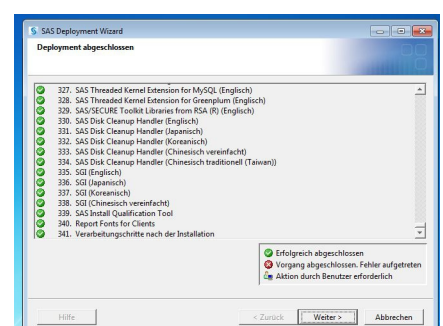 SAS Deployment Wizard
Deployment abgeschlossen
327. SAS Threaded Kernel Extension for MySQL (Englisch)
328. SAS Threaded Kernel Extension for Greenplum (Englisch)
329. SAS/SECURE Toolkit Libraries from RSA (R) (Englisch)
330. SAS Disk Cleanup Handler (Englisch)
331. SAS Disk Cleanup Handler (Japanisch)
332. SAS Disk Cleanup Handler (Koreanisch)
333. SAS Disk Cleanup Handler (Chinesisch vereinfacht)
334. SAS Disk Cleanup Handler (Chinesisch traditionell (Taiwan))
335. SGI (Englisch)
336. SGI (Japanisch)
337. SGI (Koreanisch)
338. SGI (Chinesisch vereinfacht)
339. SAS Install Qualification Tool
340. Report Fonts for Clients
341. Verarbeitungschritte nach der Installation
Erfolgreich abgeschlossen
Vorgang abgeschlossen. Fehler aufgetreten
Aktion durch Benutzer erforderlich
Hilfe
< Zurück
Weiter >
Abbrechen